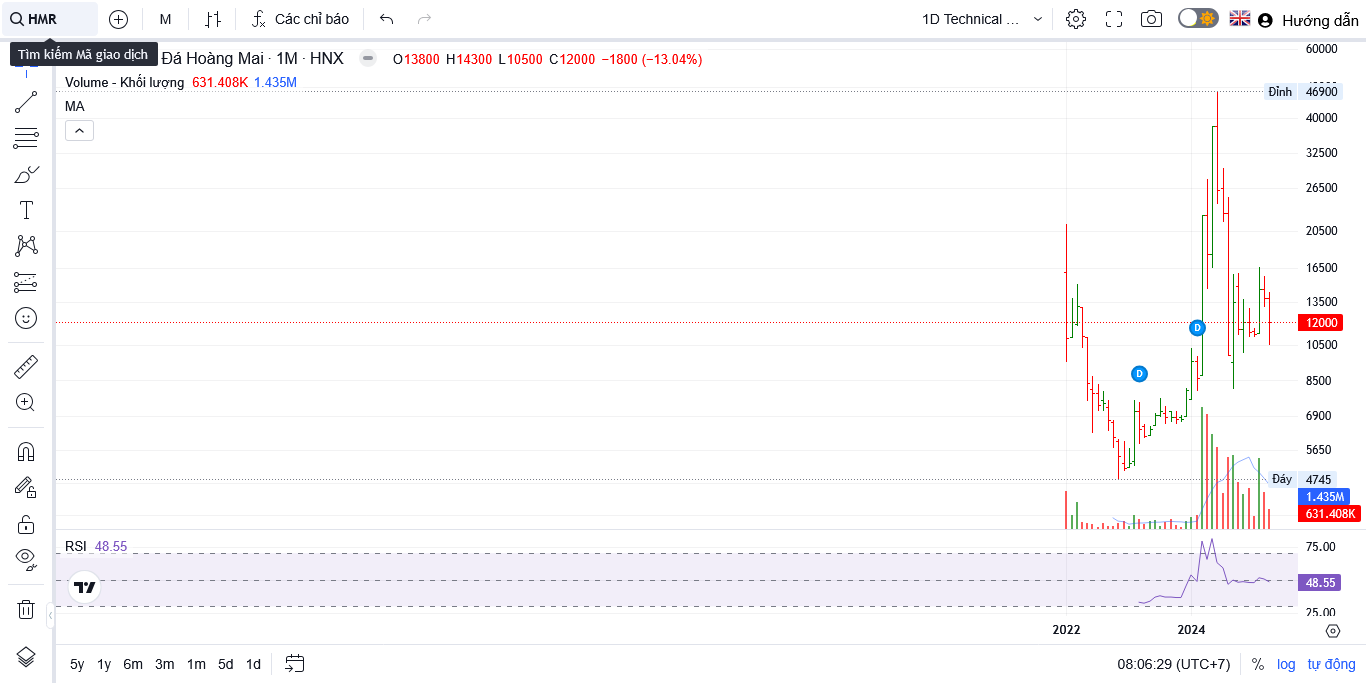 HMR
M
Các chỉ báo
1D Technical ...
Hướng dẫn
Tìm kiếm Mã giao dịch
Đá Hoàng Mai · 1M · HNX
O13800 H14300 L10500 C12000 −1800 (−13.04%)
Volume - Khối lượng 631.408K 1.435M
MA
60000
Đỉnh 46900
40000
32500
26500
20500
16500
13500
12000
10500
8500
6900
5650
Đáy 4745
1.435M
631.408K
D
D
RSI 48.55
75.00
48.55
25.00
2022 2024
5y 1y 6m 3m 1m 5d 1d
08:06:29 (UTC+7) % log tự động